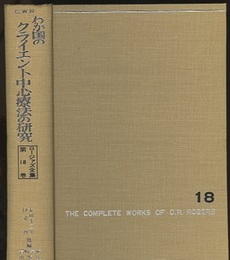 C.W.R
わが国の
クライエント中心療法の研究
ロージァズ全集
第18巻
18
THE COMPLETE WORKS OF C.R. ROGERS